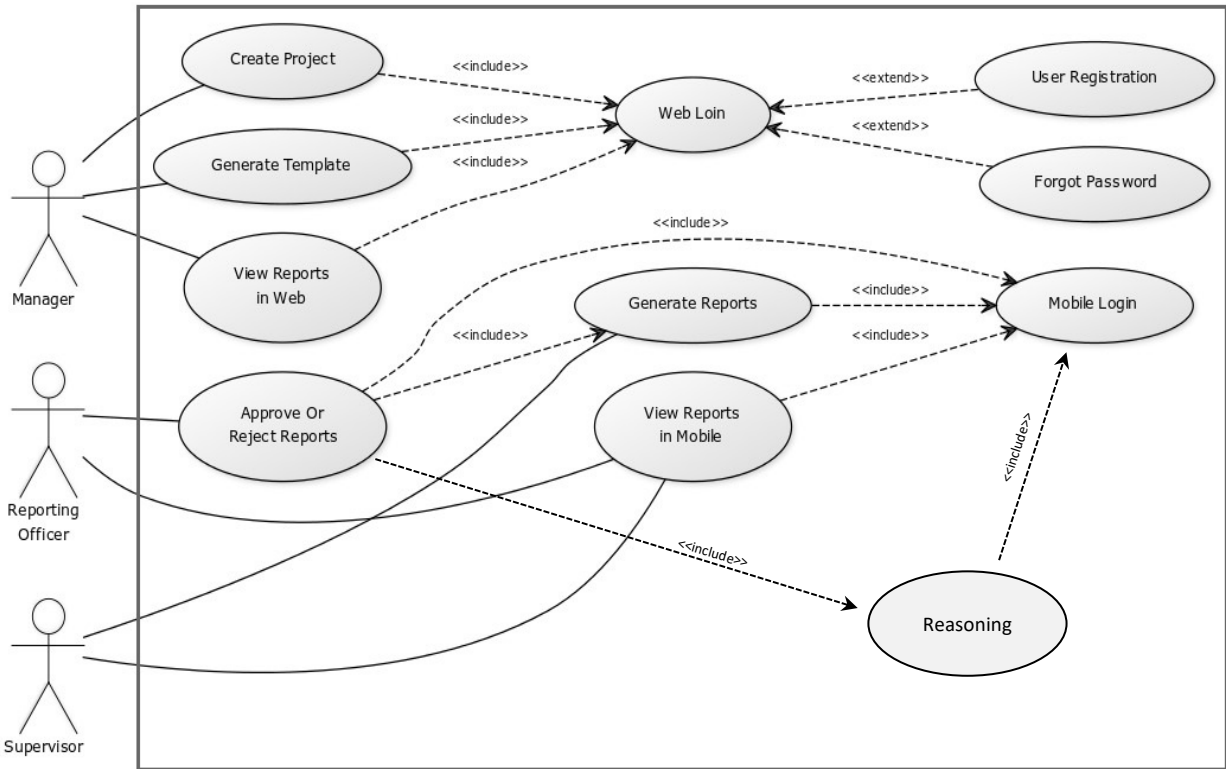 Create Project
<<include>>
Web Loin
<<extend>>
User Registration
Generate Template
<<include>>
<<include>>
<<extend>>
Forgot Password
Manager
View Reports
in Web
<<include>>
Generate Reports
<<include>>
Mobile Login
<<include>>
<<include>>
Reporting
Officer
Approve Or
Reject Reports
View Reports
in Mobile
<<include>>
<<include>>
Reasoning
Supervisor